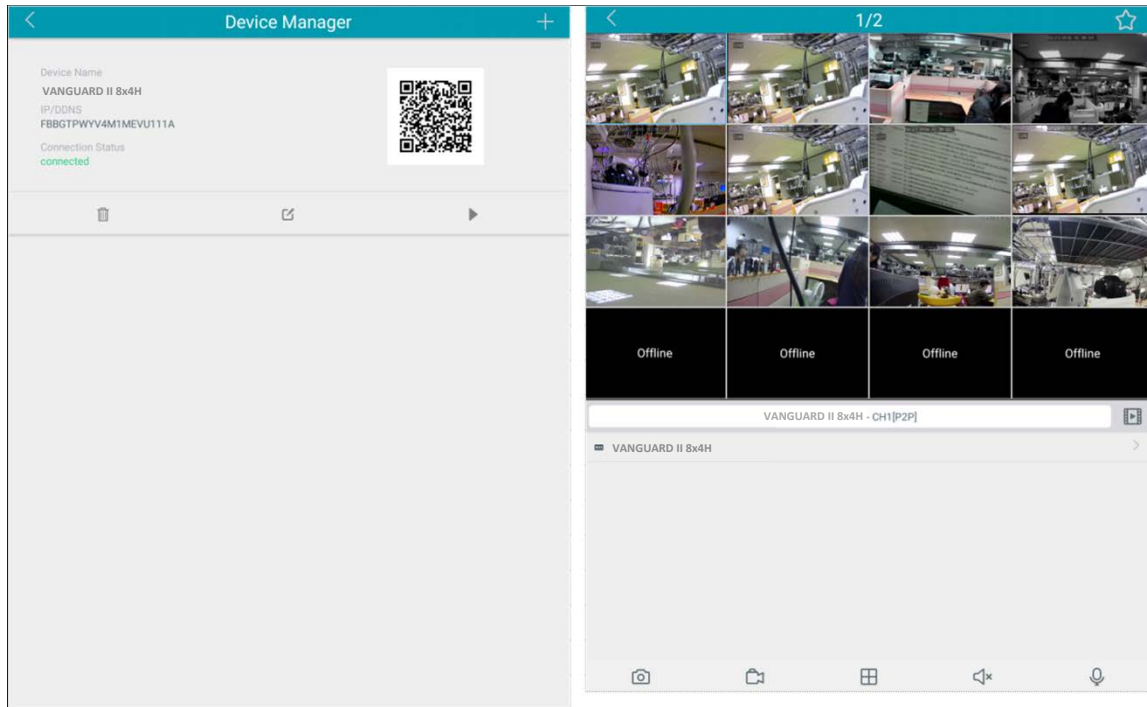 Device Manager
Device Name
VANGUARD II 8x4H
IP/DDNS
FBBGTPWYV4M1MEVU111A
Connection Status
connected
1/2
Offline
Offline
Offline
Offline
VANGUARD II 8x4H - CH1[P2P]
VANGUARD II 8x4H